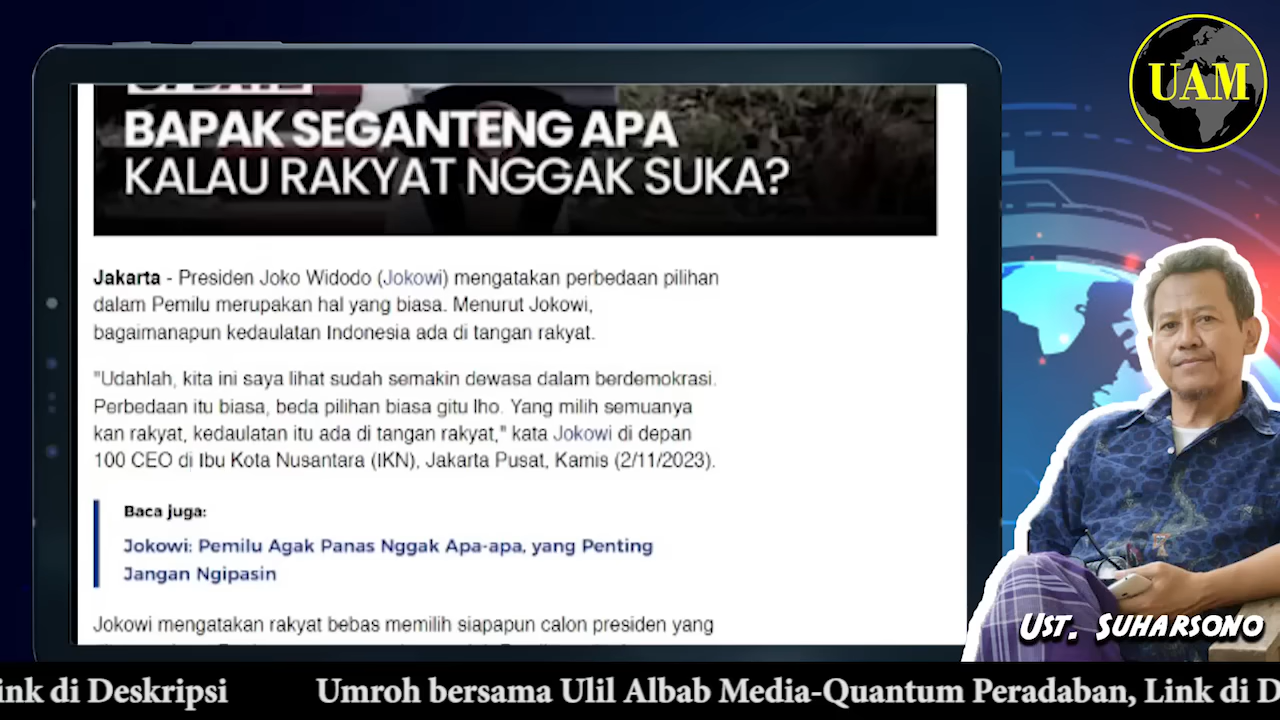 UAM
BAPAK SEGANTENG APA
KALAU RAKYAT NGGAK SUKA?
Jakarta - Presiden Joko Widodo (Jokowi) mengatakan perbedaan pilihan
dalam Pemilu merupakan hal yang biasa. Menurut Jokowi,
bagaimanapun kedaulatan Indonesia ada di tangan rakyat.
"Udahlah, kita ini saya lihat sudah semakin dewasa dalam berdemokrasi.
Perbedaan itu biasa, beda pilihan biasa gitu lho. Yang milih semuanya
kan rakyat, kedaulatan itu ada di tangan rakyat," kata Jokowi di depan
100 CEO di Ibu Kota Nusantara (IKN), Jakarta Pusat, Kamis (2/11/2023).
Baca juga:
Jokowi: Pemilu Agak Panas Nggak Apa-apa, yang Penting
Jangan Ngipasin
Jokowi mengatakan rakyat bebas memilih siapapun calon presiden yang
UST. SUHARSONO
ink di Deskripsi Umroh bersama Ulil Albab Media-Quantum Peradaban, Link di D